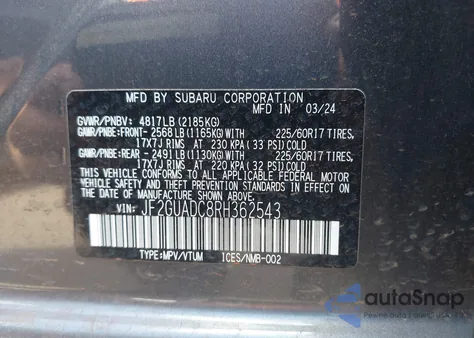 MFD BY SUBARU CORPORATION MFD IN 03/24
GVWR/PNBV: 4817LB(2185KG)
GAWR/PNBE:FRONT- 2568LB(1165KG)WITH 225/60R17 TIRES,
17X7J RIMS AT 230 KPA(33 PSI)COLD
GAWR/PNBE:REAR - 2491LB(1130KG)WITH 225/60R17 TIRES,
17X7J RIMS AT 220 KPA(32 PSI)COLD
THIS VEHICLE CONFORMS TO ALL APPLICABLE FEDERAL MOTOR
VEHICLE SAFETY AND THEFT PREVENTION STANDARDS IN EFFECT ON
THE DATE OF MANUFACTURE SHOWN ABOVE.
VIN: JF2GUADC8RH362543
TYPE:MPV/VTUM ICES/NMB-002
autoSnap